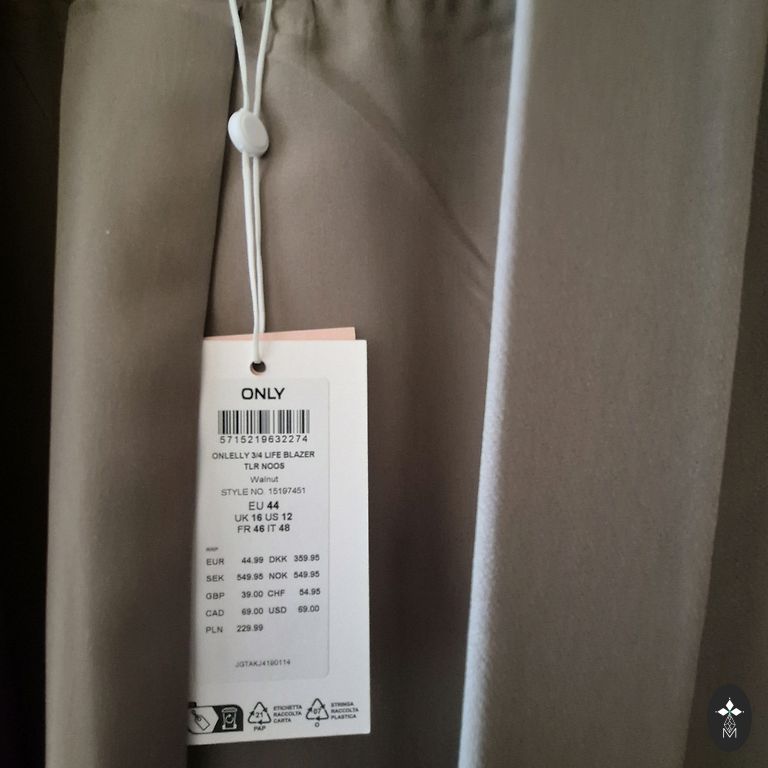 ONLY
5715219632274
ONLELLY 3/4 LIFE BLAZER
TLR NOOS
Walnut
STYLE NO. 15197451
EU 44
UK 16 US 12
FR 46 IT 48
RRP
EUR 44.99 DKK 359.95
SEK 549.95 NOK 549.95
GBP 39.00 CHF 54.95
CAD 69.00 USD 69.00
PLN 229.99
JGTAKJ4190114
21
PAP
ETICHETTA
RACCOLTA
CARTA
07
O
STRINGA
RACCOLTA
PLASTICA
M